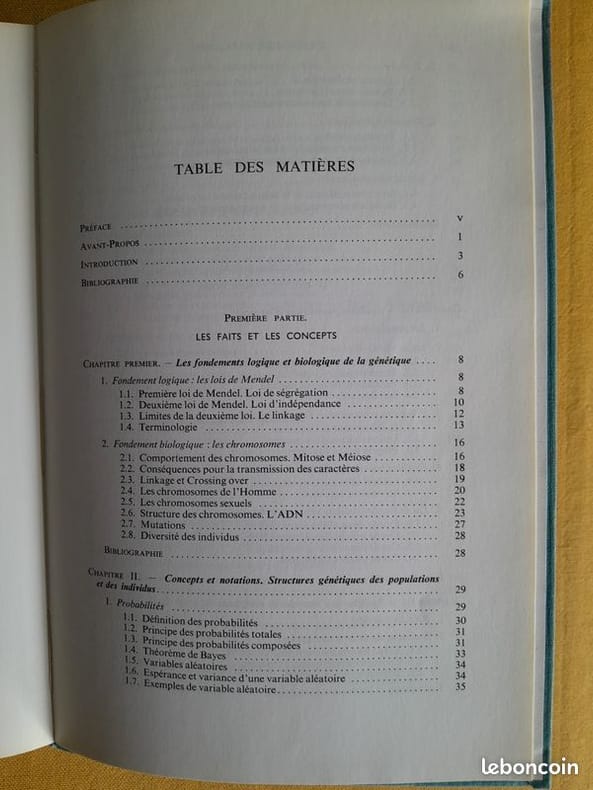 TABLE DES MATIÈRES
PRÉFACE ........ V
AVANT-PROPOS ........ 1
INTRODUCTION ........ 3
BIBLIOGRAPHIE ........ 6
PREMIÈRE PARTIE.
LES FAITS ET LES CONCEPTS
CHAPITRE PREMIER. — Les fondements logique et biologique de la génétique .... 8
1. Fondement logique : les lois de Mendel ........ 8
1.1. Première loi de Mendel. Loi de ségrégation ........ 8
1.2. Deuxième loi de Mendel. Loi d'indépendance ........ 10
1.3. Limites de la deuxième loi. Le linkage ........ 12
1.4. Terminologie ........ 13
2. Fondement biologique : les chromosomes ........ 16
2.1. Comportement des chromosomes. Mitose et Méiose ........ 16
2.2. Conséquences pour la transmission des caractères ........ 18
2.3. Linkage et Crossing over ........ 19
2.4. Les chromosomes de l'Homme ........ 20
2.5. Les chromosomes sexuels ........ 22
2.6. Structure des chromosomes. L'ADN ........ 23
2.7. Mutations ........ 27
2.8. Diversité des individus ........ 28
BIBLIOGRAPHIE ........ 28
CHAPITRE II. — Concepts et notations. Structures génétiques des populations
et des individus ........ 29
1. Probabilités ........ 29
1.1. Définition des probabilités ........ 30
1.2. Principe des probabilités totales ........ 31
1.3. Principe des probabilités composées ........ 31
1.4. Théorème de Bayes ........ 33
1.5. Variables aléatoires ........ 34
1.6. Espérance et variance d'une variable aléatoire ........ 34
1.7. Exemples de variable aléatoire ........ 35
leboncoin